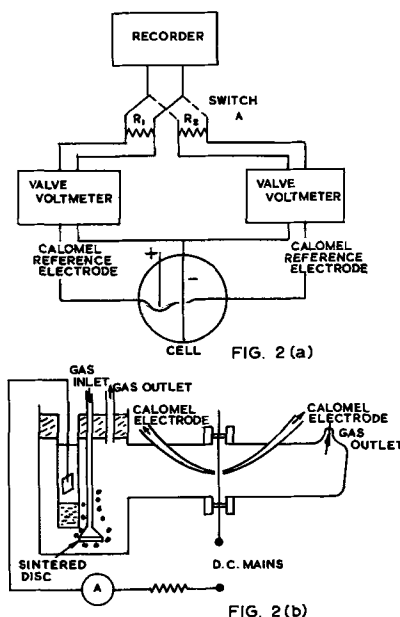 RECORDER
SWITCH
A
R1
R2
VALVE
VOLTMETER
VALVE
VOLTMETER
CALOMEL
REFERENCE
ELECTRODE
CALOMEL
REFERENCE
ELECTRODE
+
-
CELL
FIG. 2(a)
(b)
GAS
INLET
GAS OUTLET
CALOMEL
ELECTRODE
CALOMEL
ELECTRODE
GAS
OUTLET
SINTERED
DISC
D.C. MAINS
A
FIG. 2(b)